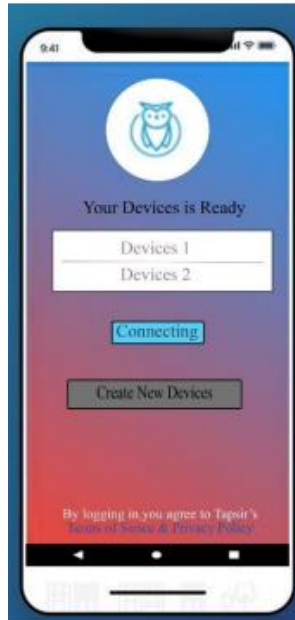 9:41
Your Devices is Ready
Devices 1
Devices 2
Connecting
Create New Devices
By logging in,you agree to Tapsir's
Terms of Sevice & Privacy Policy